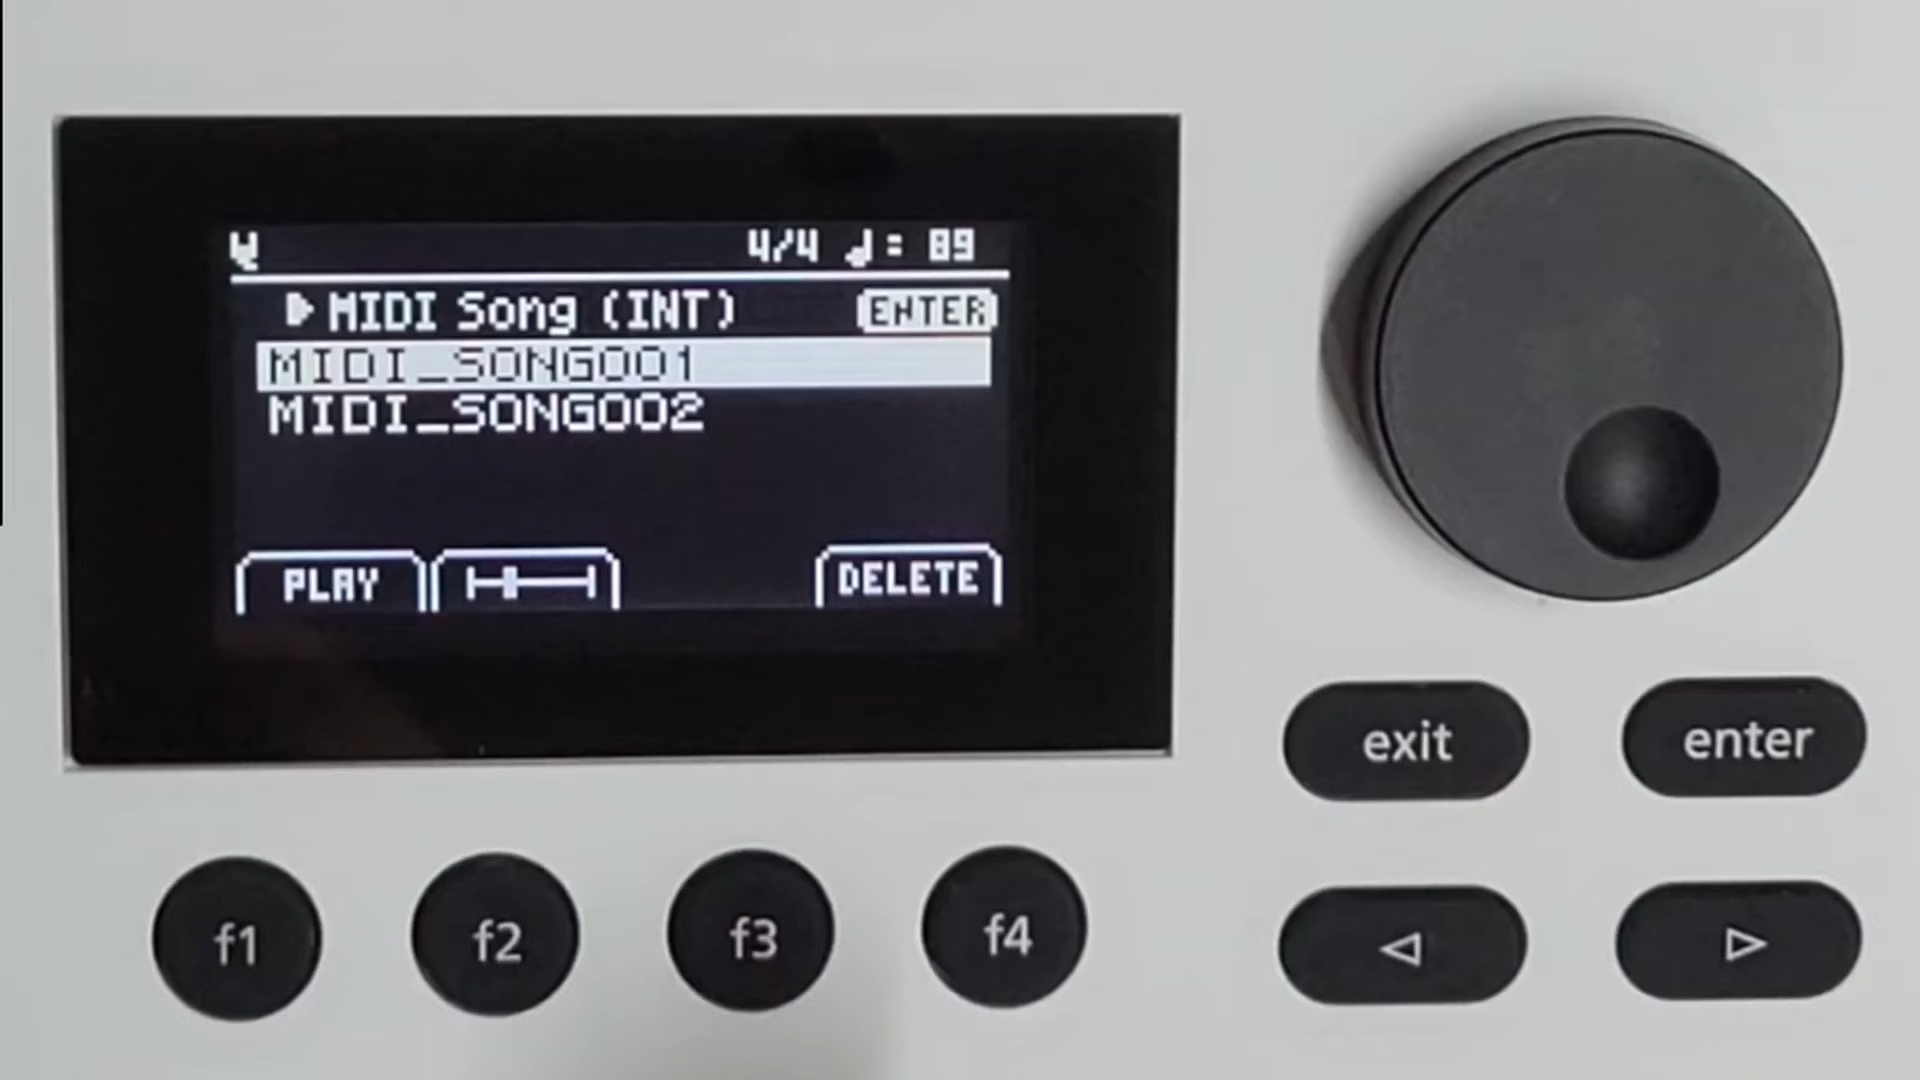 4/4 ♩= 89
▶MIDI Song (INT) ENTER
MIDI_SONG001
MIDI_SONG002
PLAY DELETE
exit enter
f1 f2 f3 f4